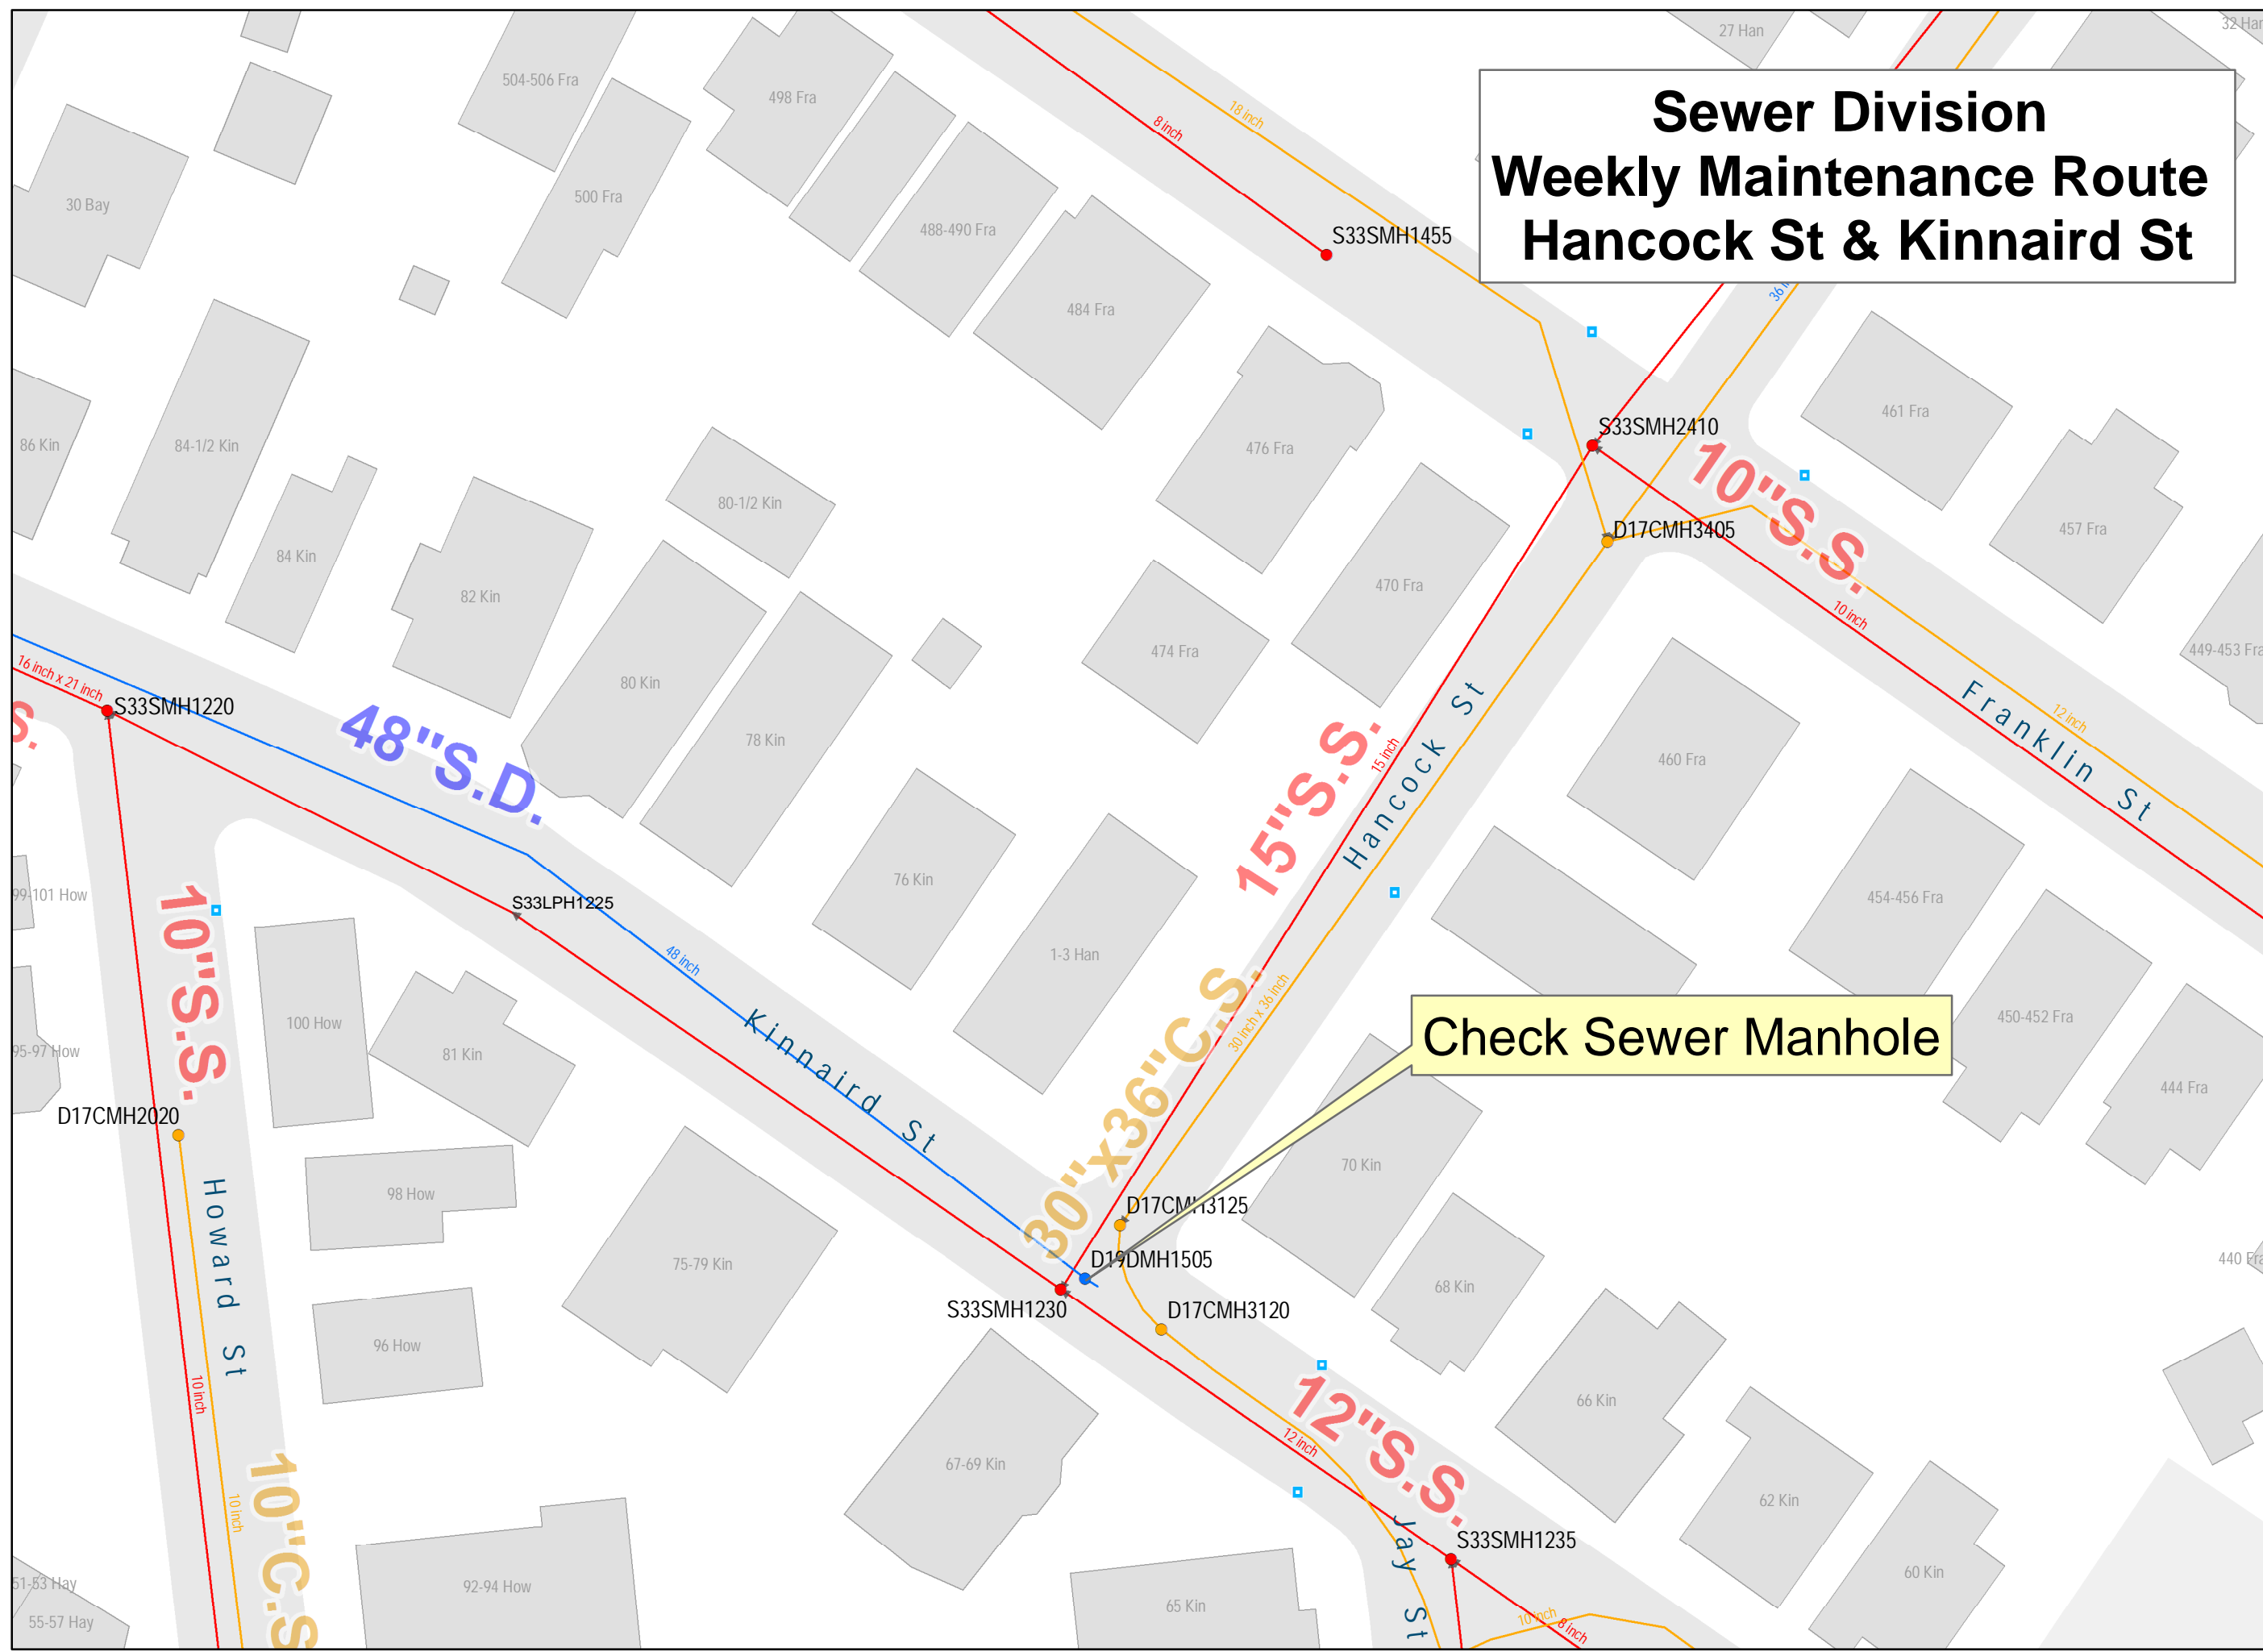 Sewer Division
Weekly Maintenance Route
Hancock St & Kinnaird St
27 Han
32 Han
504-506 Fra
498 Fra
18 inch
8 inch
500 Fra
30 Bay
488-490 Fra
S33SMH1455
36 in
484 Fra
461 Fra
S33SMH2410
86 Kin
84-1/2 Kin
476 Fra
10"S.S.
80-1/2 Kin
457 Fra
D17CMH3405
84 Kin
470 Fra
82 Kin
10 inch
474 Fra
449-453 Fra
16 inch x 21 inch
80 Kin
Franklin St
12 inch
S33SMH1220
S.
48"S.D.
78 Kin
15"S.S.
15 inch
Hancock St
460 Fra
76 Kin
99-101 How
10"S.S.
S33LPH1225
454-456 Fra
48 inch
1-3 Han
30 inch x 36 inch
30"x36"C.S.
450-452 Fra
100 How
Check Sewer Manhole
95-97 How
81 Kin
Kinnaird St
444 Fra
D17CMH2020
70 Kin
98 How
D17CMH3125
Howard St
75-79 Kin
D19DMH1505
440 Fra
68 Kin
S33SMH1230
D17CMH3120
96 How
10 inch
12"S.S.
66 Kin
12 inch
67-69 Kin
10 inch
10"C.S
62 Kin
Jay St
S33SMH1235
60 Kin
51-53 Hay
92-94 How
55-57 Hay
65 Kin
10 inch
8 inch